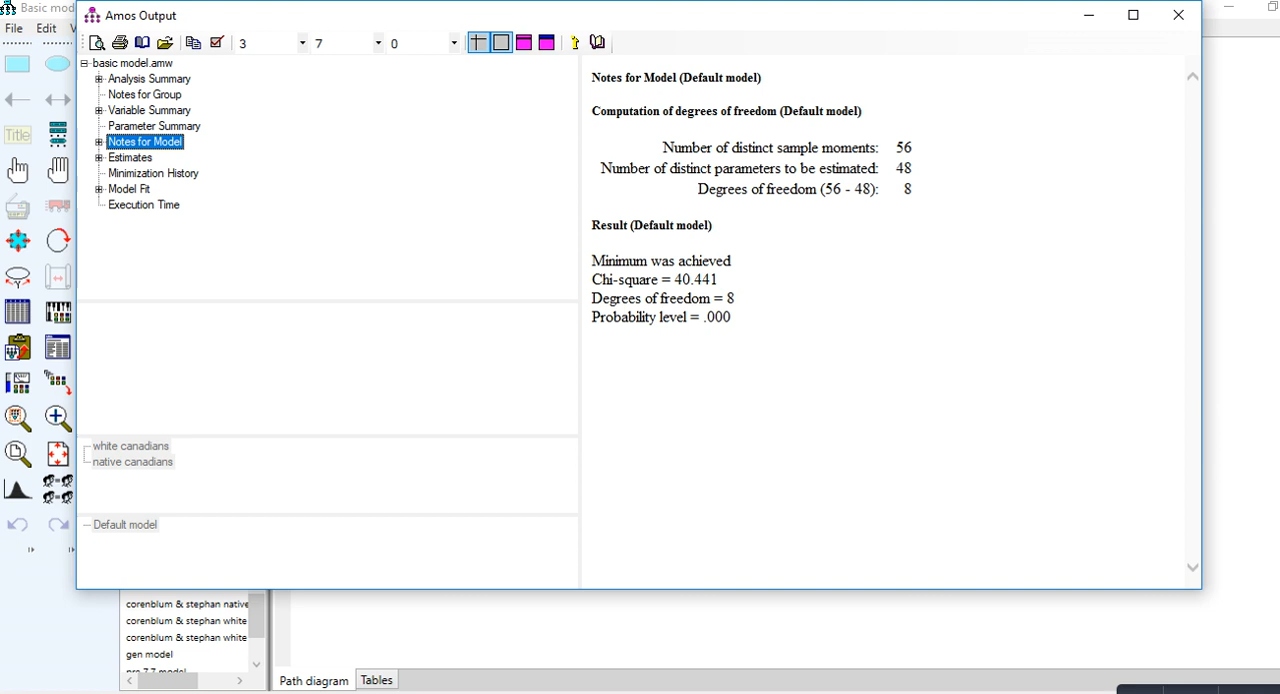 Basic mod
Amos Output
File Edit V
3 7 0
basic model.amw
Analysis Summary
Notes for Group
Variable Summary
Parameter Summary
Notes for Model
Estimates
Minimization History
Model Fit
Execution Time
Title
Notes for Model (Default model)
Computation of degrees of freedom (Default model)
Number of distinct sample moments: 56
Number of distinct parameters to be estimated: 48
Degrees of freedom (56 - 48): 8
Result (Default model)
Minimum was achieved
Chi-square = 40.441
Degrees of freedom = 8
Probability level = .000
white canadians
native canadians
Default model
corenblum & stephan native
corenblum & stephan white
corenblum & stephan white
gen model
pro 7.7 model
Path diagram Tables